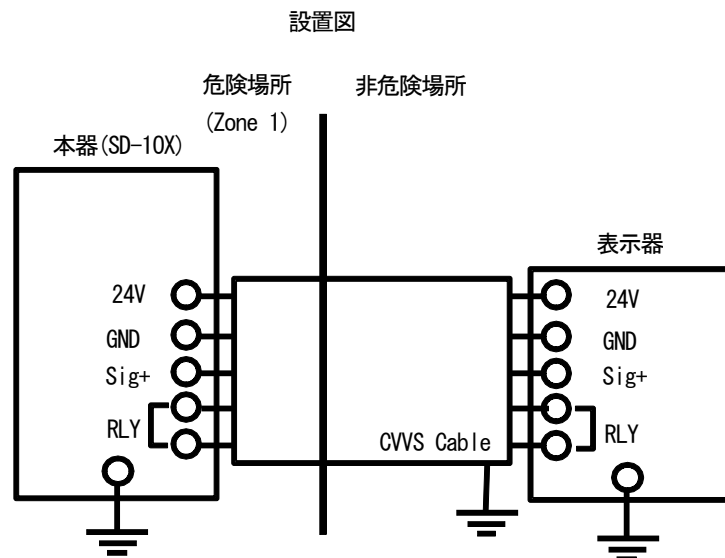 設置図
危険場所
(Zone 1)
非危険場所
本器(SD-10X)
表示器
24V
GND
Sig+
RLY
CVVS Cable
24V
GND
Sig+
RLY